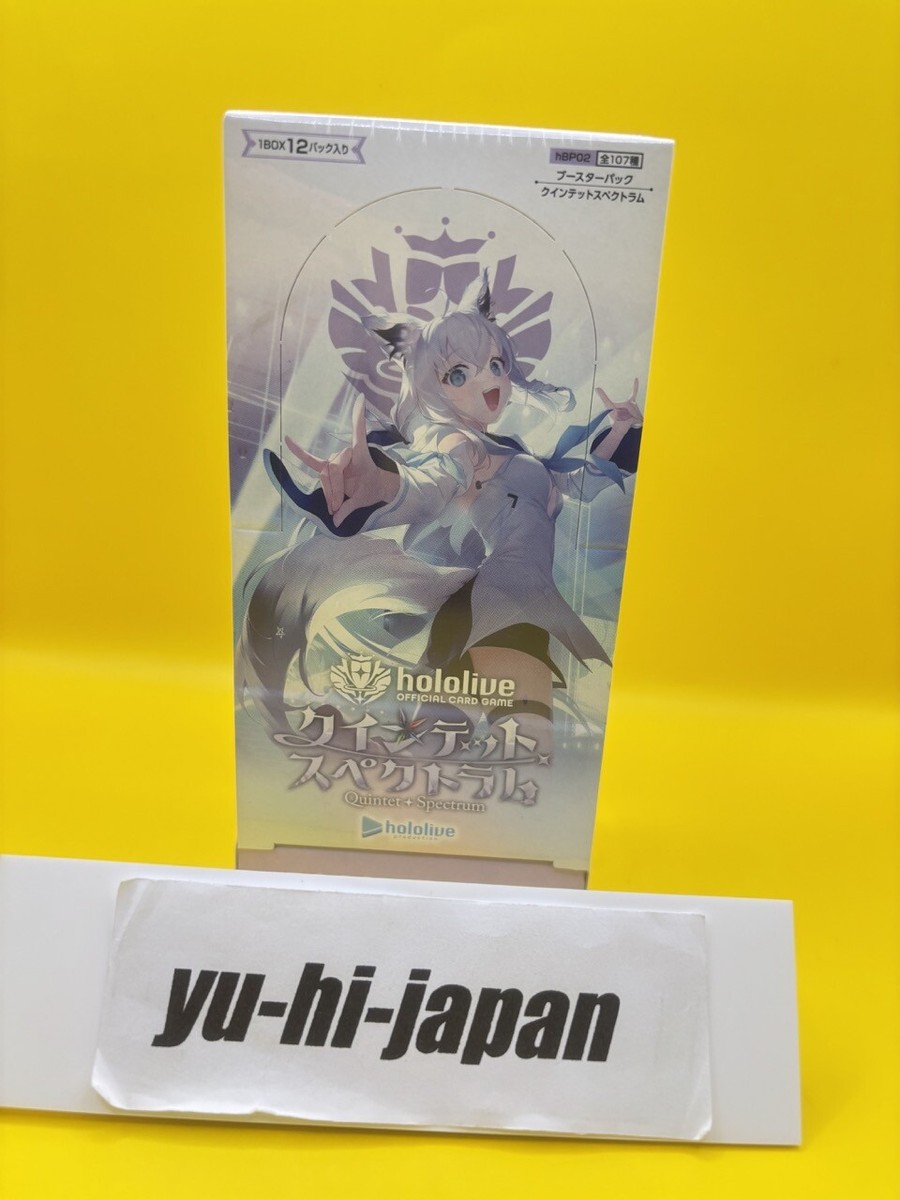 1BOX12パック入り
hBP02 全107種
ブースターパック
クインテットスペクトラム
hololive
OFFICIAL CARD GAME
クインテット
スペクトラム
Quintet Spectrum
hololive
production
yu-hi-japan